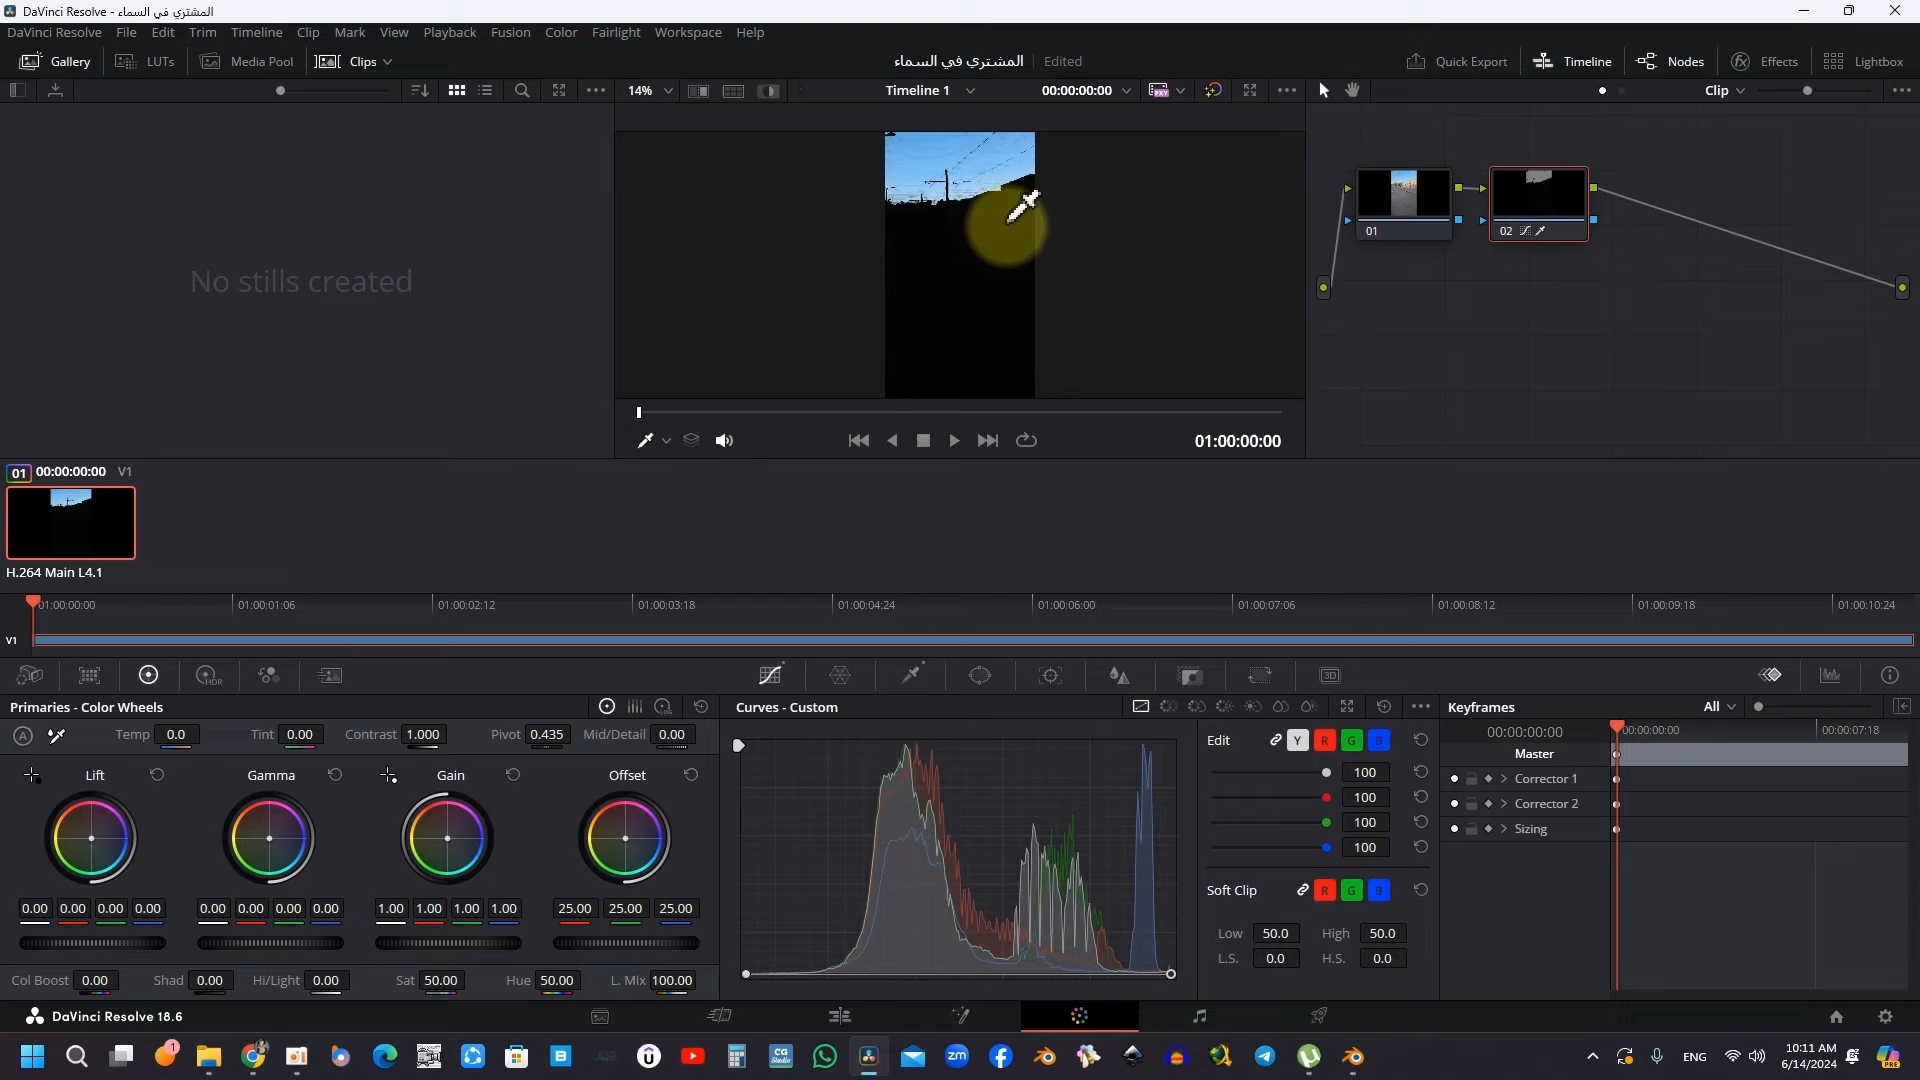 DaVinci Resolve - المشتري في السماء
DaVinci Resolve File Edit Trim Timeline Clip Mark View Playback Fusion Color Fairlight Workspace Help
Gallery LUTs Media Pool Clips المشتري في السماء Edited Quick Export Timeline Nodes Effects Lightbox
14% Timeline 1 00:00:00:00 Clip
No stills created
01 02
01:00:00:00
01 00:00:00:00 V1
H.264 Main L4.1
01:00:00:00 01:00:01:06 01:00:02:12 01:00:03:18 01:00:04:24 01:00:06:00 01:00:07:06 01:00:08:12 01:00:09:18 01:00:10:24
V1
HDR 3D
Primaries - Color Wheels Curves - Custom Keyframes All
Temp 0.0 Tint 0.00 Contrast 1.000 Pivot 0.435 Mid/Detail 0.00 Edit Y R G B 00:00:00:00 00:00:00:00 00:00:07:18
Master
Lift Gamma Gain Offset 100 Corrector 1
100 Corrector 2
100 Sizing
100
Soft Clip R G B
0.00 0.00 0.00 0.00 0.00 0.00 0.00 0.00 1.00 1.00 1.00 1.00 25.00 25.00 25.00
Low 50.0 High 50.0
L.S. 0.0 H.S. 0.0
Col Boost 0.00 Shad 0.00 Hi/Light 0.00 Sat 50.00 Hue 50.00 L. Mix 100.00
DaVinci Resolve 18.6
ENG 10:11 AM
6/14/2024